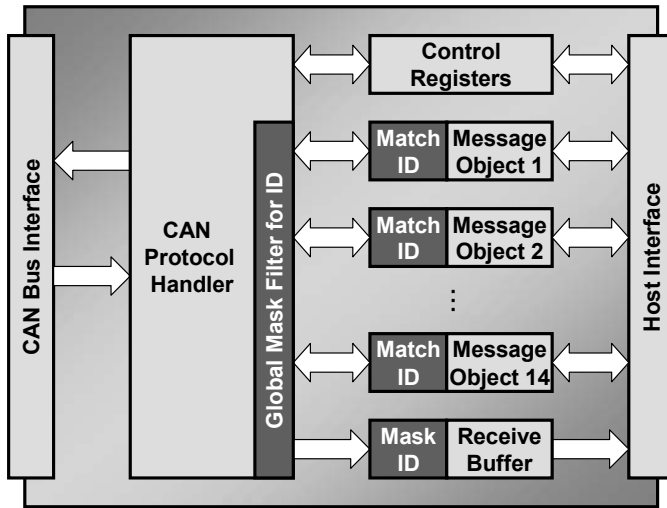 CAN Bus Interface
CAN
Protocol
Handler
Global Mask Filter for ID
Control
Registers
Match
ID
Message
Object 1
Match
ID
Message
Object 2
...
Match
ID
Message
Object 14
Mask
ID
Receive
Buffer
Host Interface